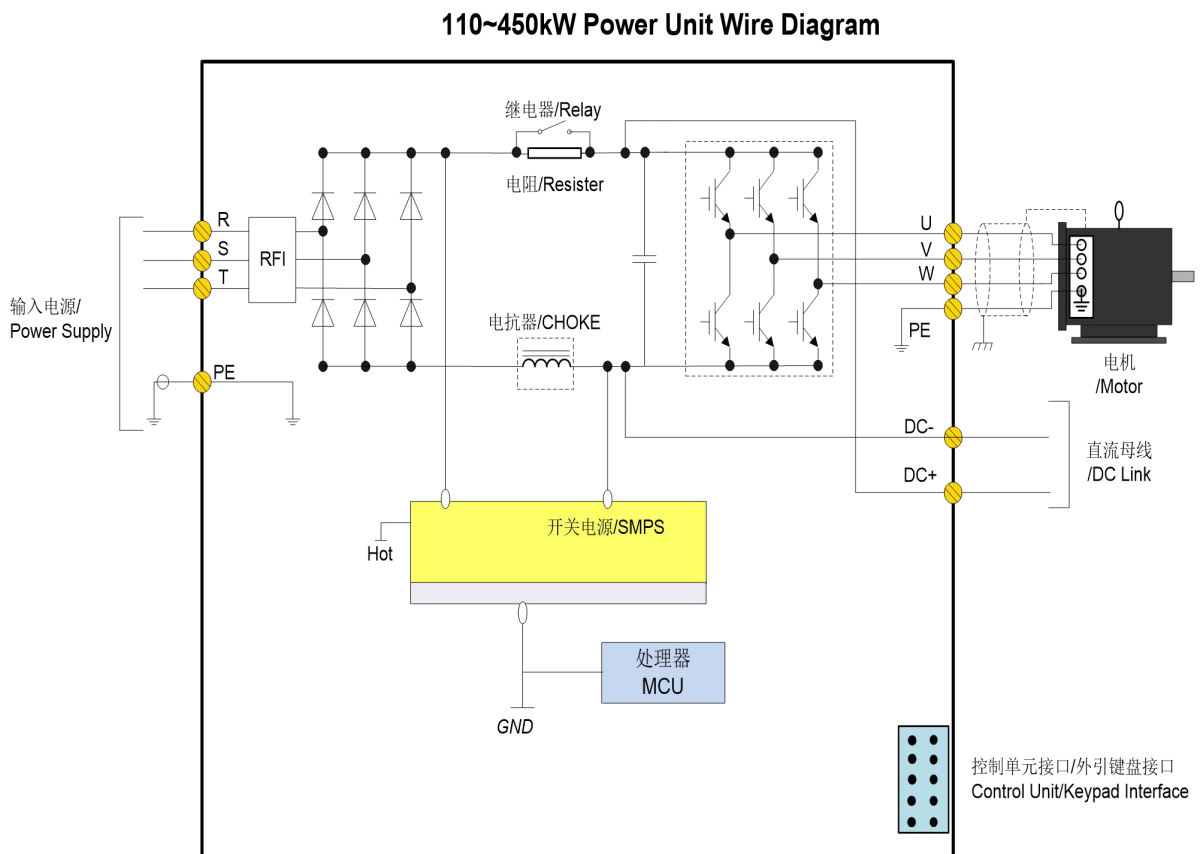 110~450kW Power Unit Wire Diagram
继电器/Relay
电阻/Resister
R
S
T
RFI
输入电源/
Power Supply
PE
电抗器/CHOKE
U
V
W
PE
电机
/Motor
DC-
DC+
直流母线
/DC Link
开关电源/SMPS
Hot
处理器
MCU
GND
控制单元接口/外引键盘接口
Control Unit/Keypad Interface